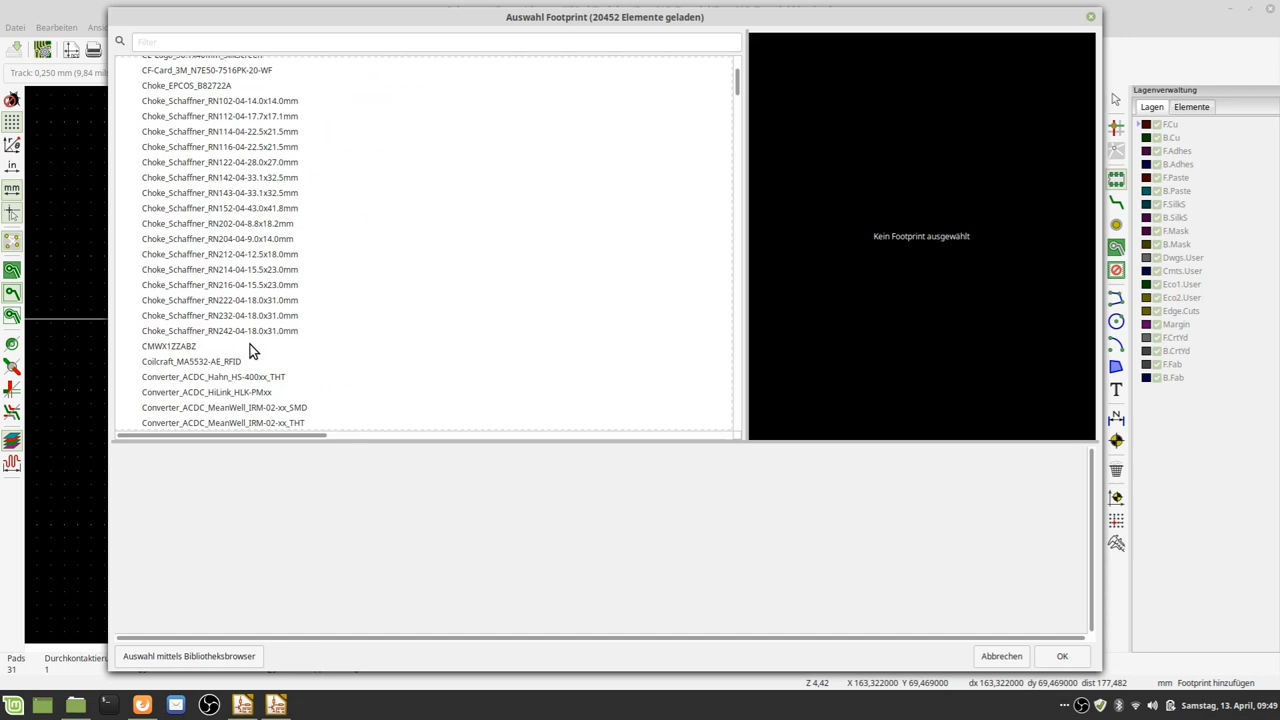 Auswahl Footprint (20452 Elemente geladen)
Datei
Bearbeiten
Filter
CF-Card_3M_N7E50-7516PK-20-WF
Choke_EPCOS_B82722A
Choke_Schaffner_RN102-04-14.0x14.0mm
Choke_Schaffner_RN112-04-17.7x17.1mm
Choke_Schaffner_RN114-04-22.5x21.5mm
Choke_Schaffner_RN116-04-22.5x21.5mm
Choke_Schaffner_RN122-04-28.0x27.0mm
Choke_Schaffner_RN142-04-33.1x32.5mm
Choke_Schaffner_RN143-04-33.1x32.5mm
Choke_Schaffner_RN152-04-43.0x41.8mm
Choke_Schaffner_RN202-04-8.8x18.2mm
Choke_Schaffner_RN204-04-9.0x14.0mm
Choke_Schaffner_RN212-04-12.5x18.0mm
Choke_Schaffner_RN214-04-15.5x23.0mm
Choke_Schaffner_RN216-04-15.5x23.0mm
Choke_Schaffner_RN222-04-18.0x31.0mm
Choke_Schaffner_RN232-04-18.0x31.0mm
Choke_Schaffner_RN242-04-18.0x31.0mm
CMWX1ZZABZ
Coilcraft_MA5532-AE_RFID
Converter_ACDC_Hahn_HS-400xx_THT
Converter_ACDC_HiLink_HLK-PMxx
Converter_ACDC_MeanWell_IRM-02-xx_SMD
Converter_ACDC_MeanWell_IRM-02-xx_THT
Kein Footprint ausgewählt
Track: 0,250 mm (9,84
in
mm
Lagenverwaltung
Lagen
Elemente
F.Cu
B.Cu
F.Adhes
B.Adhes
F.Paste
B.Paste
F.SilkS
B.SilkS
F.Mask
B.Mask
Dwgs.User
Cmts.User
Eco1.User
Eco2.User
Edge.Cuts
Margin
F.CrtYd
B.CrtYd
F.Fab
B.Fab
Auswahl mittels Bibliotheksbrowser
Abbrechen
OK
Pads
31
1
Z 4,42
X 163,322000 Y 69,469000
dx 163,322000 dy 69,469000 dist 177,482
mm
Footprint hinzufügen
Samstag, 13. April, 09:49